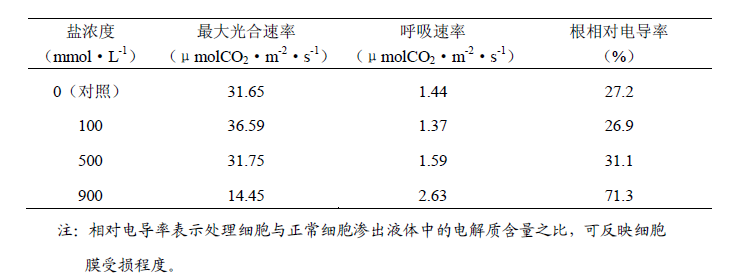 盐浓度 最大光合速率 呼吸速率 根相对电导率
（mmol·L-1） （μmolCO2·m-2·s-1） （μmolCO2·m-2·s-1） （%）
0（对照） 31.65 1.44 27.2
100 36.59 1.37 26.9
500 31.75 1.59 31.1
900 14.45 2.63 71.3
注：相对电导率表示处理细胞与正常细胞渗出液体中的电解质含量之比，可反映细胞
膜受损程度。